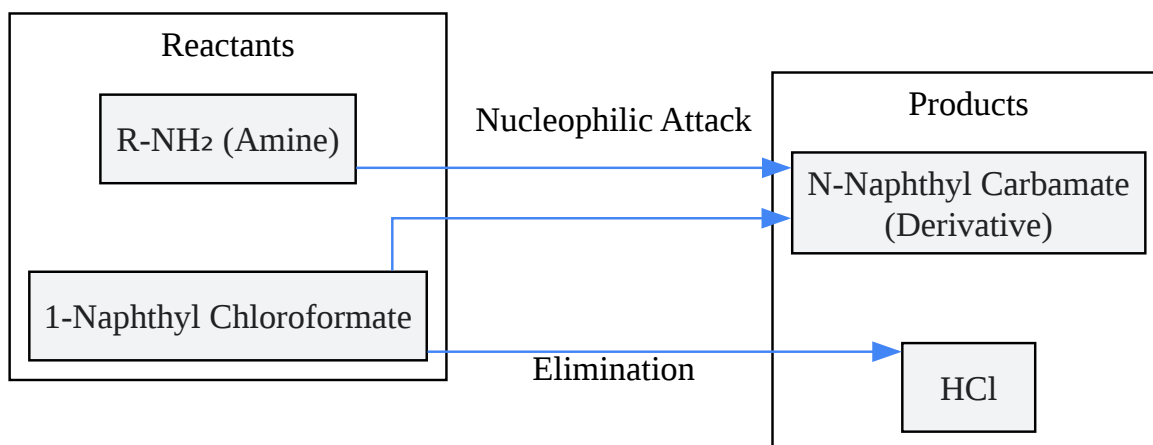 Reactants
R-NH₂ (Amine)
1-Naphthyl Chloroformate
Nucleophilic Attack
Elimination
Products
N-Naphthyl Carbamate
(Derivative)
HCl